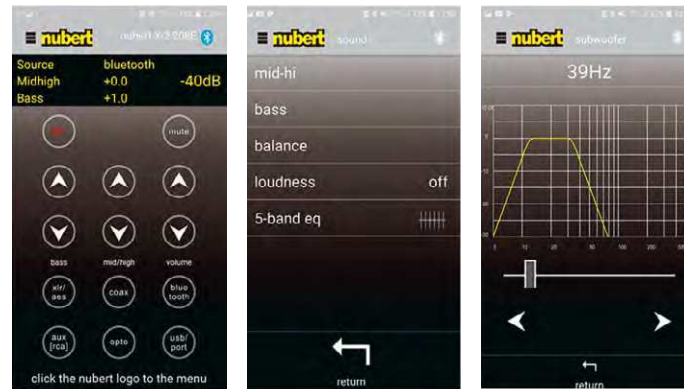 nubert
Source bluetooth
Midhigh +0.0 -40dB
Bass +1.0
mute
bass mid/high volume
xlr/
aes
coax
blue
tooth
aux
[rca]
opto
usb/
port
click the nubert logo to the menu
nubert sound
mid-hi
bass
balance
loudness off
5-band eq
return
nubert subwoofer
39Hz
return